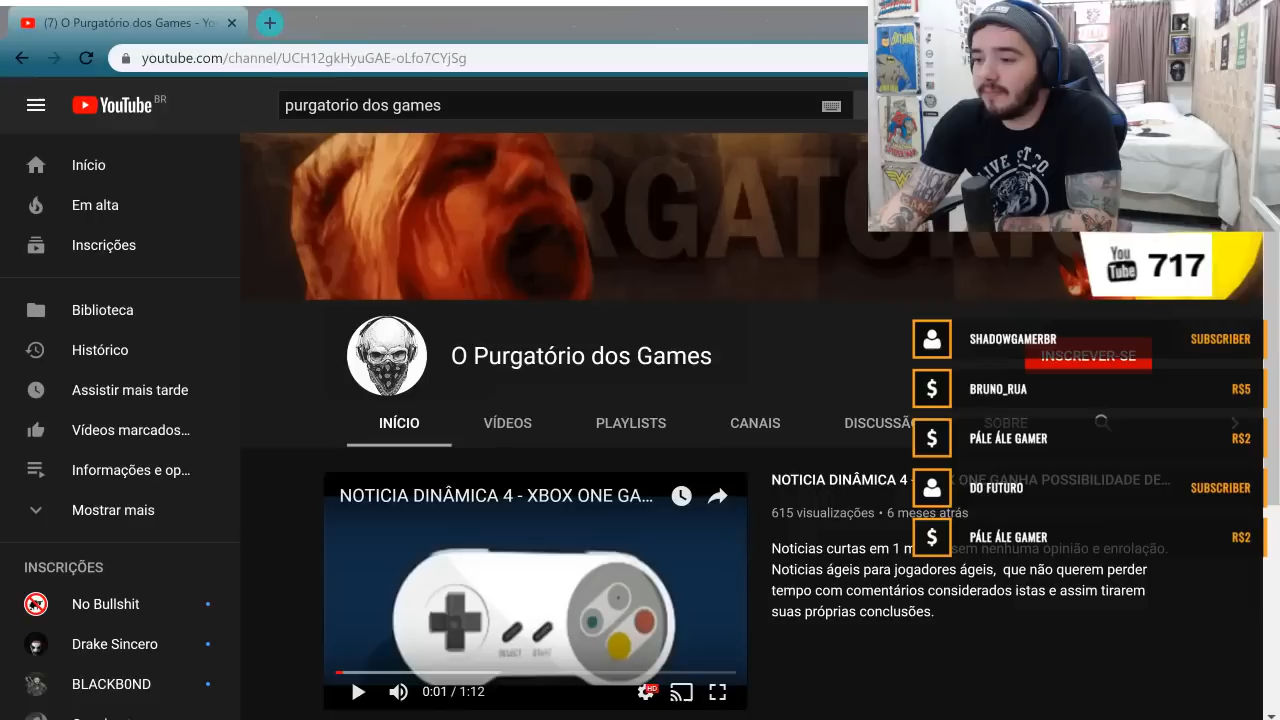 (7) O Purgatório dos Games - Yo
youtube.com/channel/UCH12gkHyuGAE-oLfo7CYjSg
YouTube BR
purgatorio dos games
Início
Em alta
Inscrições
Biblioteca
Histórico
Assistir mais tarde
Vídeos marcados...
Informações e op...
Mostrar mais
INSCRIÇÕES
No Bullshit
Drake Sincero
BLACKB0ND
RGATÓRIO
You Tube 717
O Purgatório dos Games
INSCREVER-SE
INÍCIO VÍDEOS PLAYLISTS CANAIS DISCUSSÃ SOBRE
SHADOWGAMERBR SUBSCRIBER
BRUNO_RUA R$5
PÁLE ÁLE GAMER R$2
DO FUTURO SUBSCRIBER
PÁLE ÁLE GAMER R$2
NOTICIA DINÂMICA 4 - XBOX ONE GA...
SELECT START
0:01 / 1:12
HD
NOTICIA DINÂMICA 4 - ONE GANHA POSSIBILIDADE DE...
615 visualizações • 6 meses atrás
Noticias curtas em 1 m sem nenhuma opinião e enrolação.
Noticias ágeis para jogadores ágeis, que não querem perder
tempo com comentários considerados istas e assim tirarem
suas próprias conclusões.